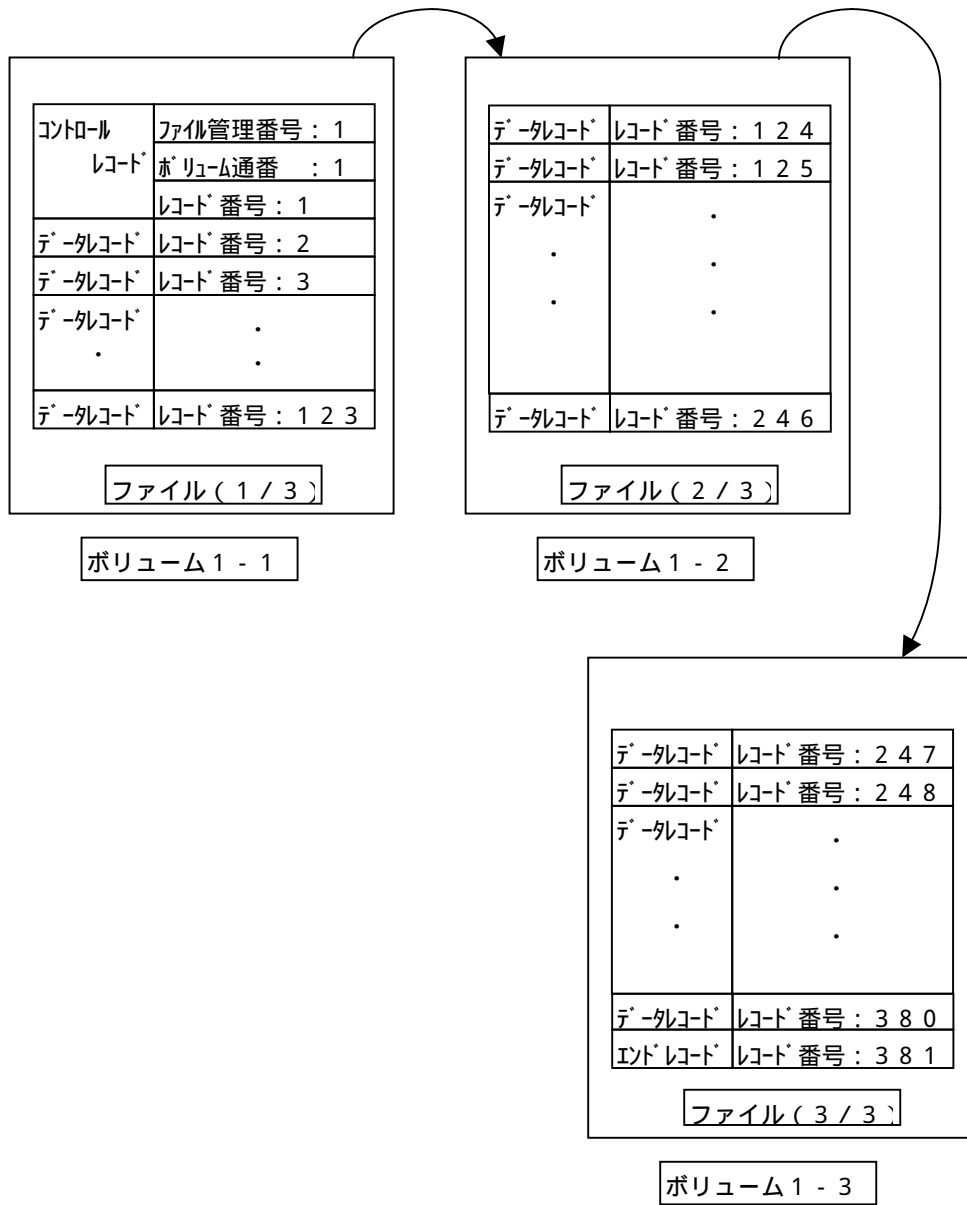 コントロール ファイル管理番号：１
レコード ボリューム通番　：１
レコード番号：１
データレコード レコード番号：２
データレコード レコード番号：３
データレコード ・
・ ・
データレコード レコード番号：１２３
ファイル（１／３）
ボリューム１－１
データレコード レコード番号：１２４
データレコード レコード番号：１２５
データレコード ・
・ ・
・ ・
データレコード レコード番号：２４６
ファイル（２／３）
ボリューム１－２
データレコード レコード番号：２４７
データレコード レコード番号：２４８
データレコード ・
・ ・
・ ・
データレコード レコード番号：３８０
エンドレコード レコード番号：３８１
ファイル（３／３）
ボリューム１－３